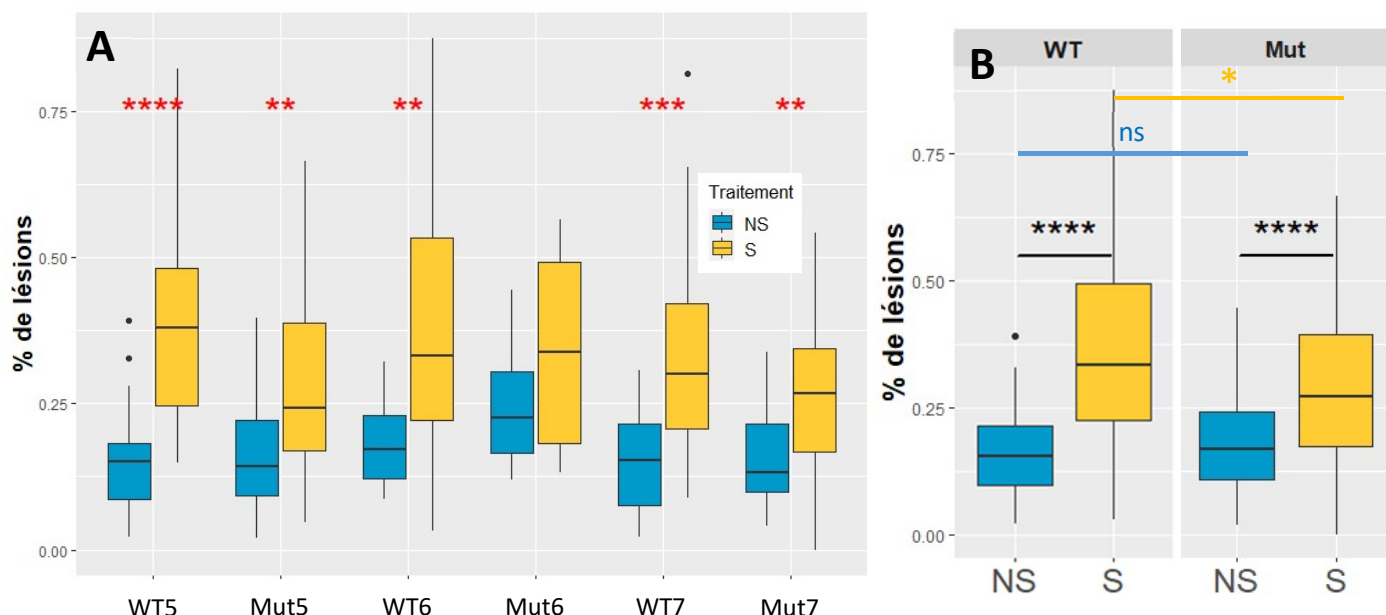 A
% de lésions
0.75
0.50
0.25
0.00
**** ** ** *** **
Traitement
NS
S
WT5 Mut5 WT6 Mut6 WT7 Mut7
B
WT Mut
% de lésions
0.75
0.50
0.25
0.00
*
ns
**** ****
NS S NS S